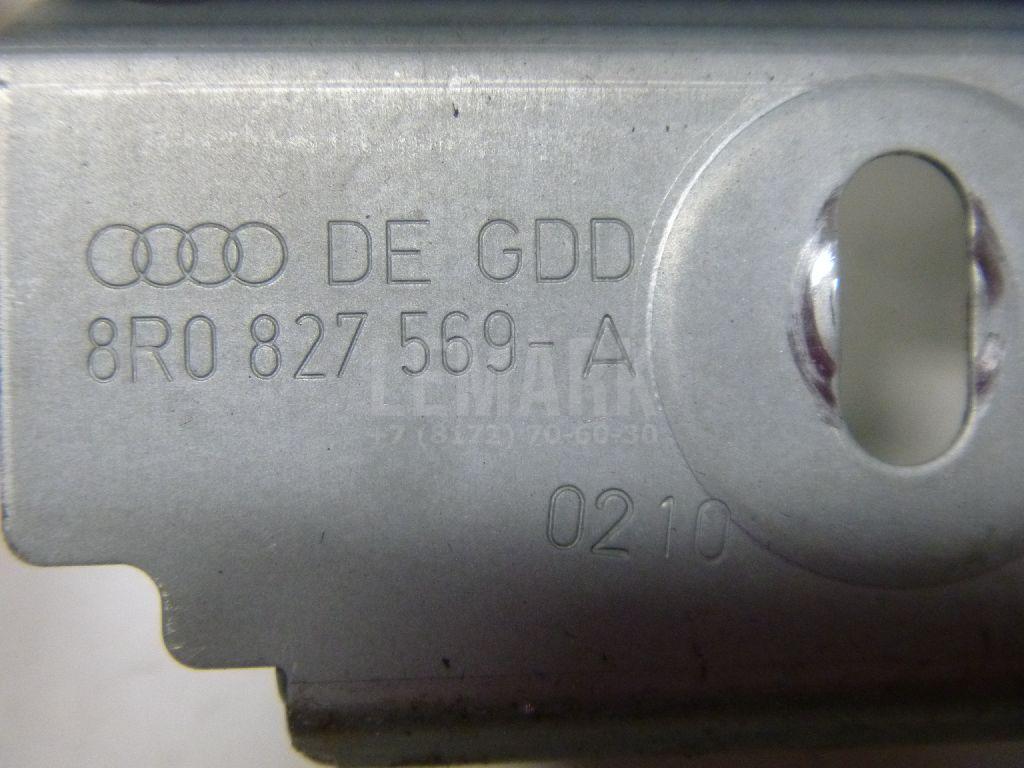 DE GDD
8R0 827 569- A
LEMARK
+7 (8172) 70-60-30
0210